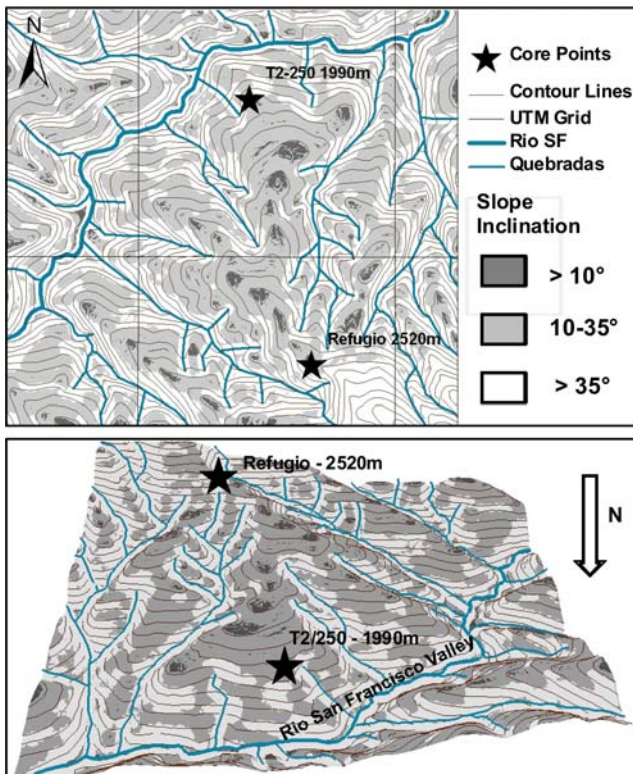 N
T2-250 1990m
Refugio 2520m
Core Points
Contour Lines
UTM Grid
Rio SF
Quebradas
Slope
Inclination
> 10°
10-35°
> 35°
Refugio - 2520m
N
T2/250 - 1990m
Rio San Francisco Valley